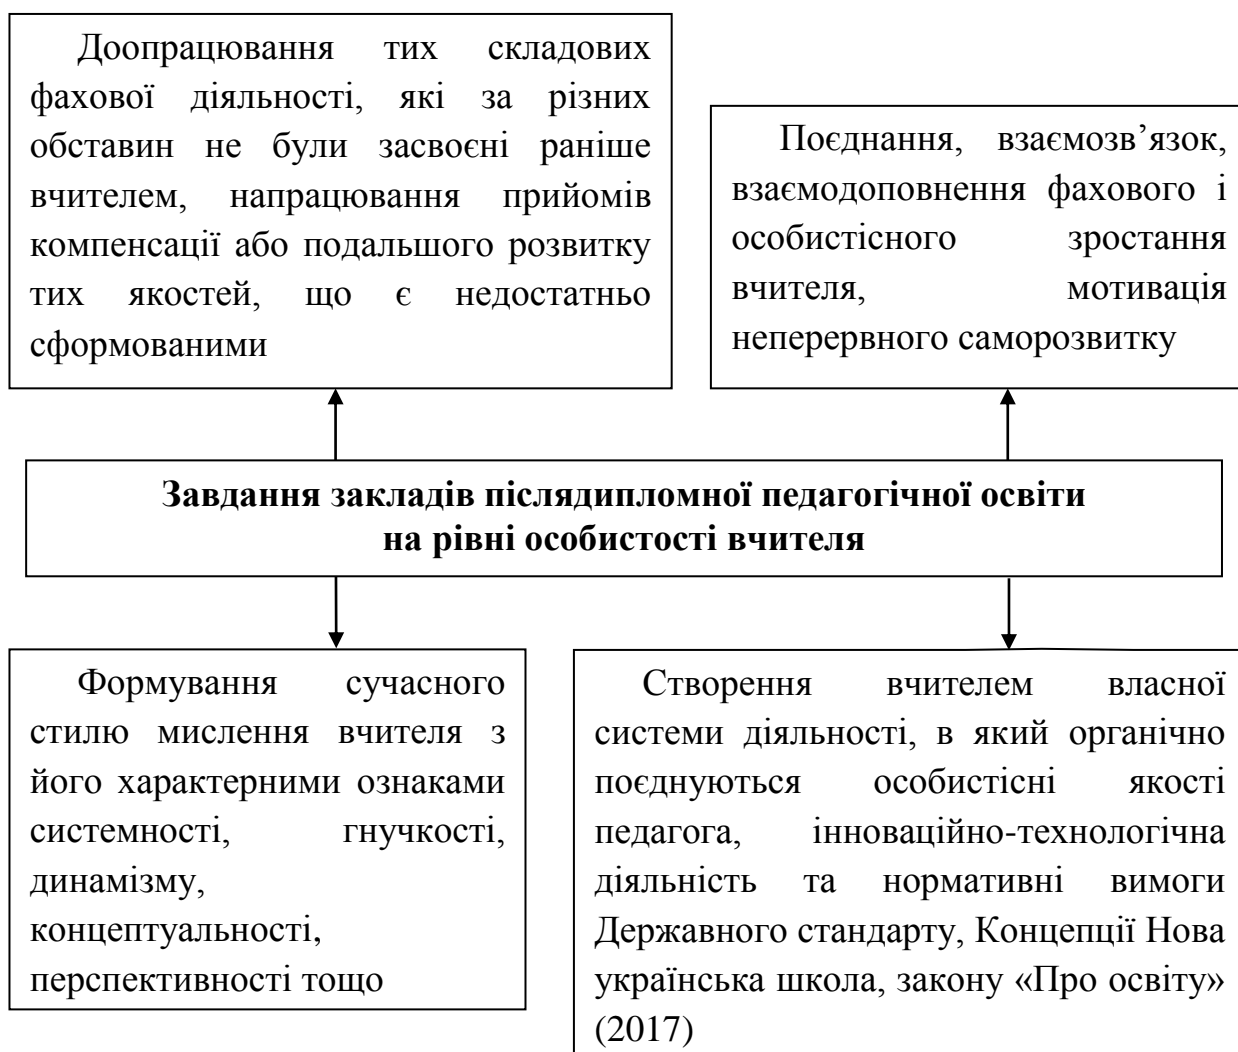 Доопрацювання тих складових
фахової діяльності, які за різних
обставин не були засвоєні раніше
вчителем, напрацювання прийомів
компенсації або подальшого розвитку
тих якостей, що є недостатньо
сформованими
Поєднання, взаємозв’язок,
взаємодоповнення фахового і
особистісного зростання
вчителя, мотивація
неперервного саморозвитку
Завдання закладів післядипломної педагогічної освіти
на рівні особистості вчителя
Формування сучасного
стилю мислення вчителя з
його характерними ознаками
системності, гнучкості,
динамізму,
концептуальності,
перспективності тощо
Створення вчителем власної
системи діяльності, в який органічно
поєднуються особистісні якості
педагога, інноваційно-технологічна
діяльність та нормативні вимоги
Державного стандарту, Концепції Нова
українська школа, закону «Про освіту»
(2017)